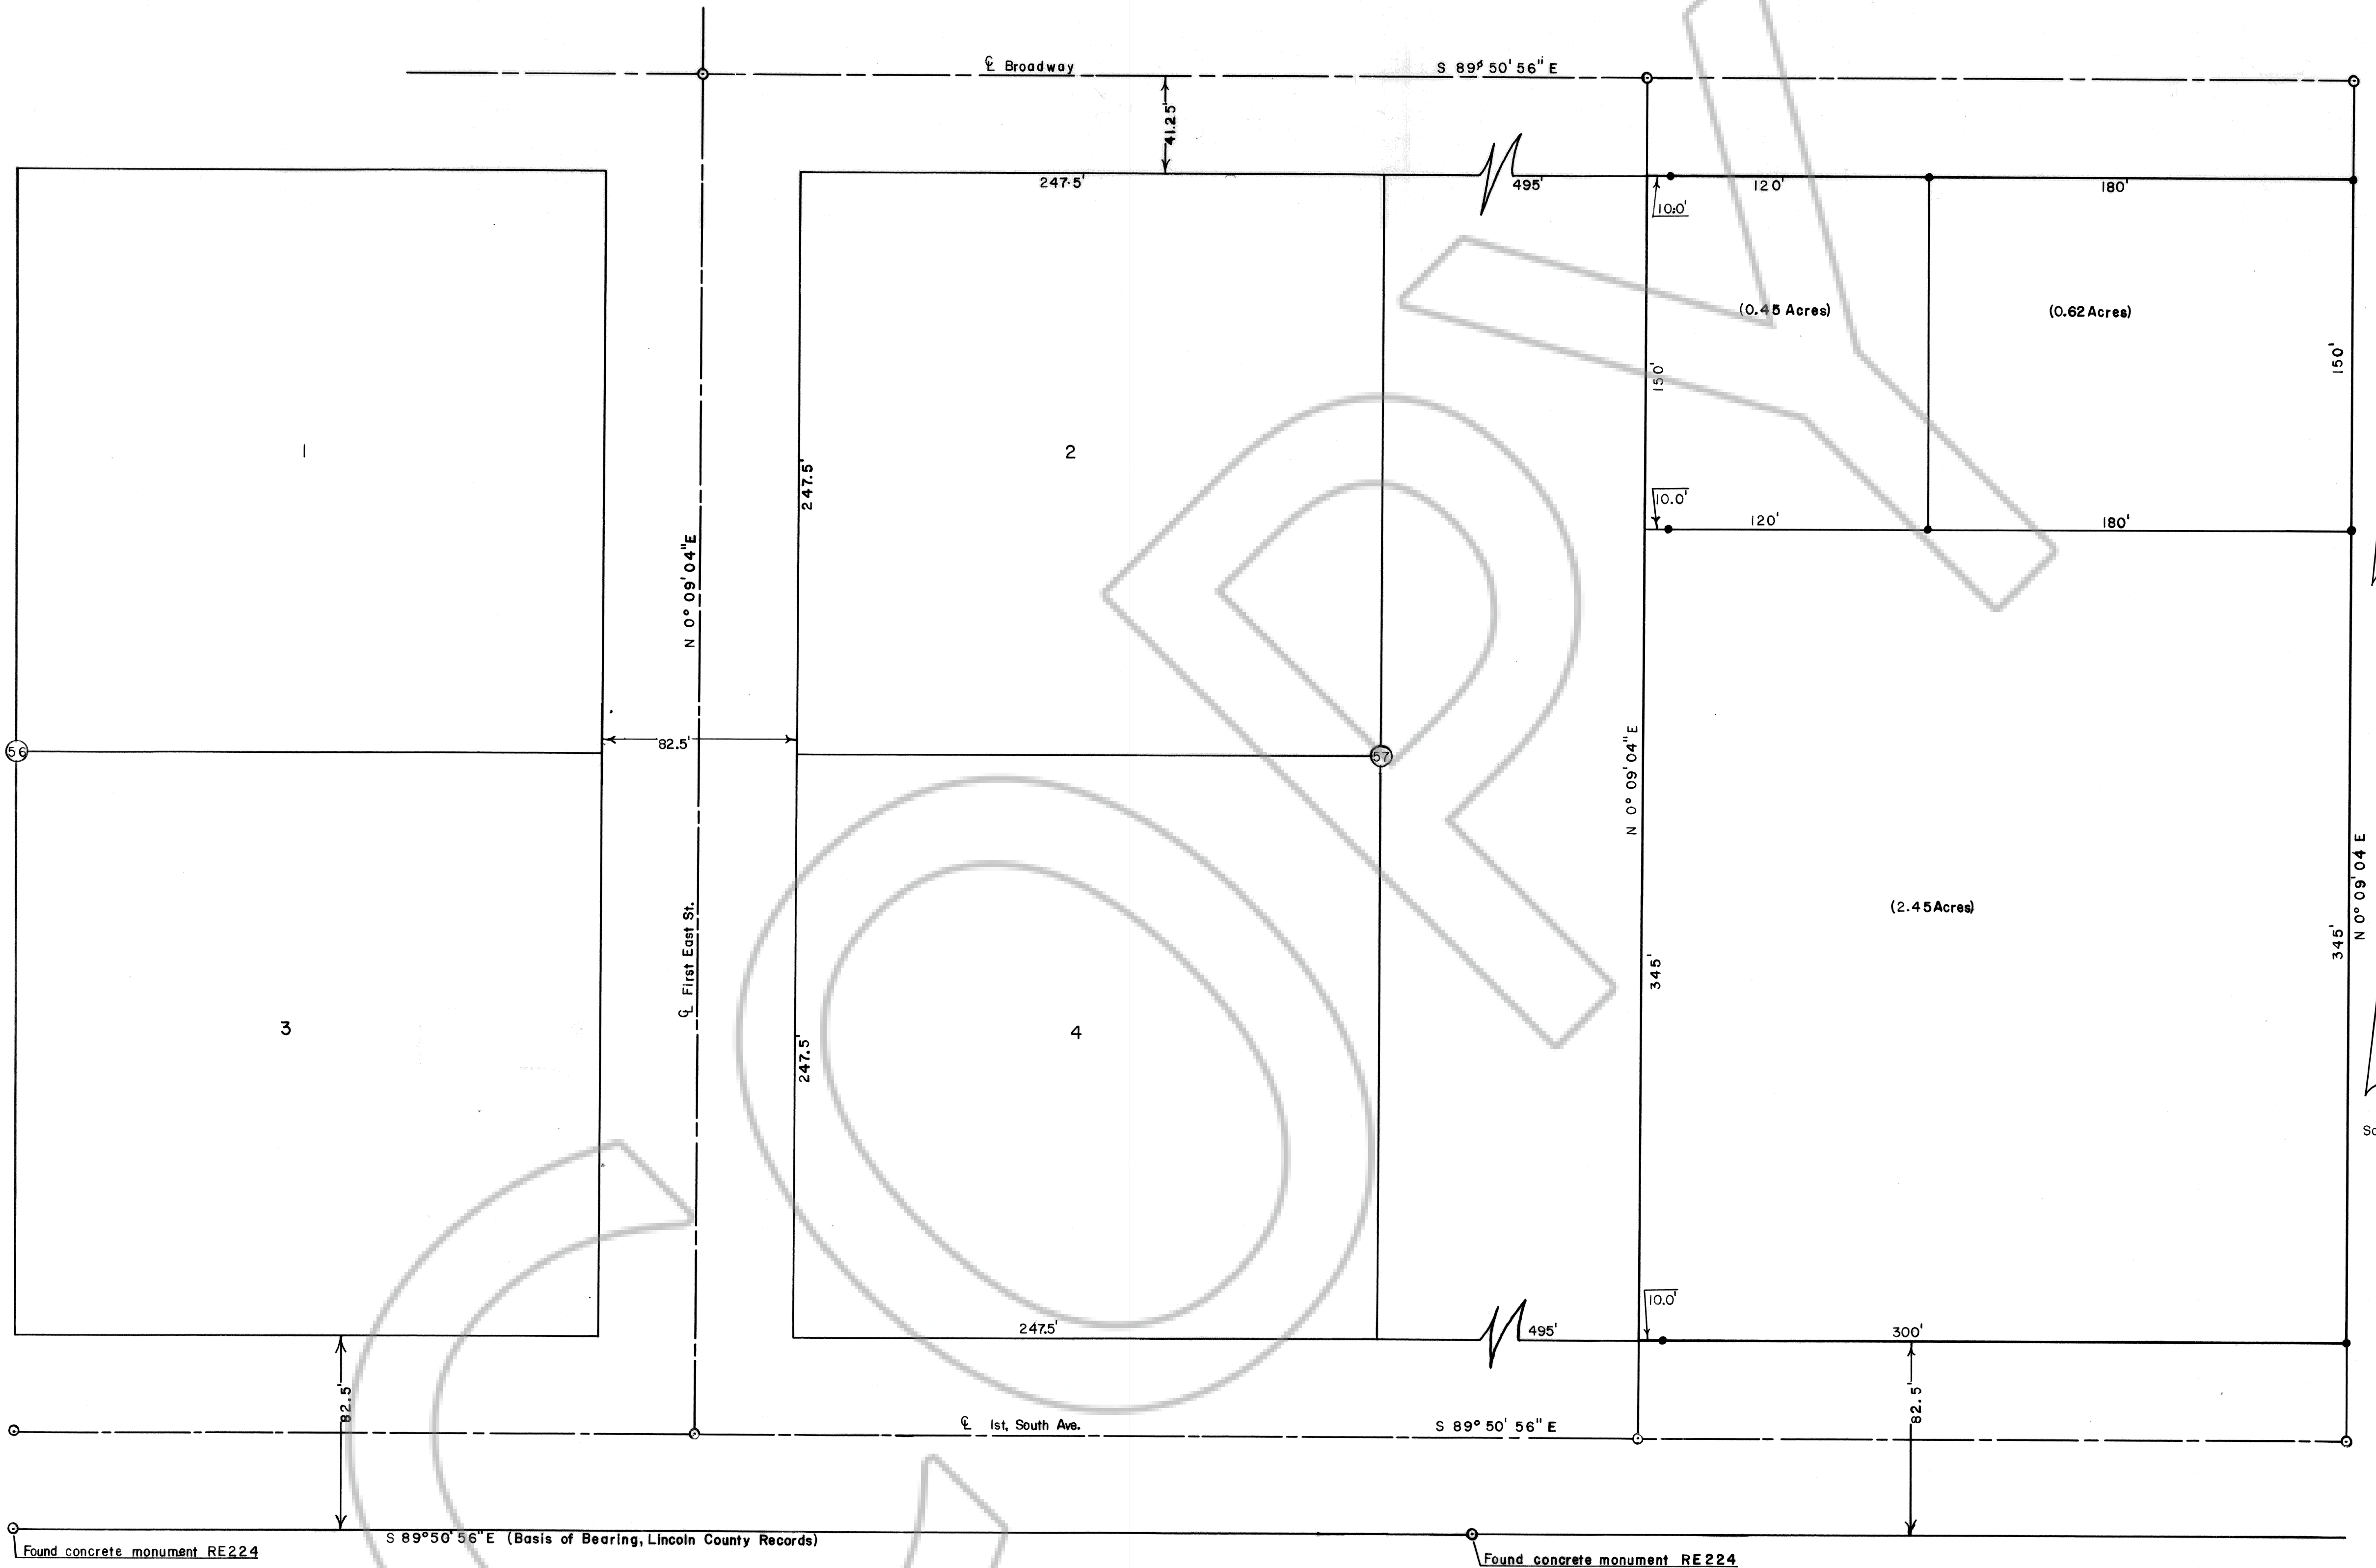 ℄ Broadway
S 89° 50' 56" E
41.25'
247.5'
495'
120'
180'
10.0'
(0.45 Acres)
(0.62 Acres)
150'
150'
1
2
247.5'
N 0° 09' 04" E
10.0'
120'
180'
56
82.5'
57
N 0° 09' 04" E
N 0° 09' 04 E
(2.45 Acres)
℄ First East St.
345'
345'
3
4
247.5'
10.0'
247.5'
495'
300'
82.5'
82.5'
℄ 1st, South Ave.
S 89° 50' 56" E
S 89° 50' 56" E (Basis of Bearing, Lincoln County Records)
Found concrete monument RE224
Found concrete monument RE224
COPY